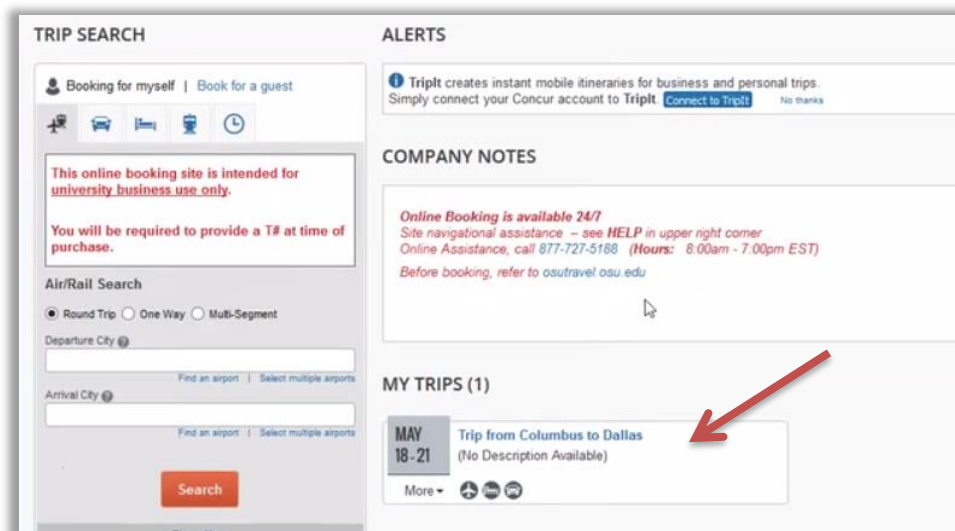 TRIP SEARCH
Booking for myself | Book for a guest
This online booking site is intended for
university business use only.
You will be required to provide a T# at time of
purchase.
Air/Rail Search
Round Trip One Way Multi-Segment
Departure City
Find an airport | Select multiple airports
Arrival City
Find an airport | Select multiple airports
Search
ALERTS
TripIt creates instant mobile itineraries for business and personal trips.
Simply connect your Concur account to TripIt. Connect to TripIt No thanks
COMPANY NOTES
Online Booking is available 24/7
Site navigational assistance – see HELP in upper right corner
Online Assistance, call 877-727-5188 (Hours: 8:00am - 7:00pm EST)
Before booking, refer to osutravel.osu.edu
MY TRIPS (1)
MAY
18-21
Trip from Columbus to Dallas
(No Description Available)
More